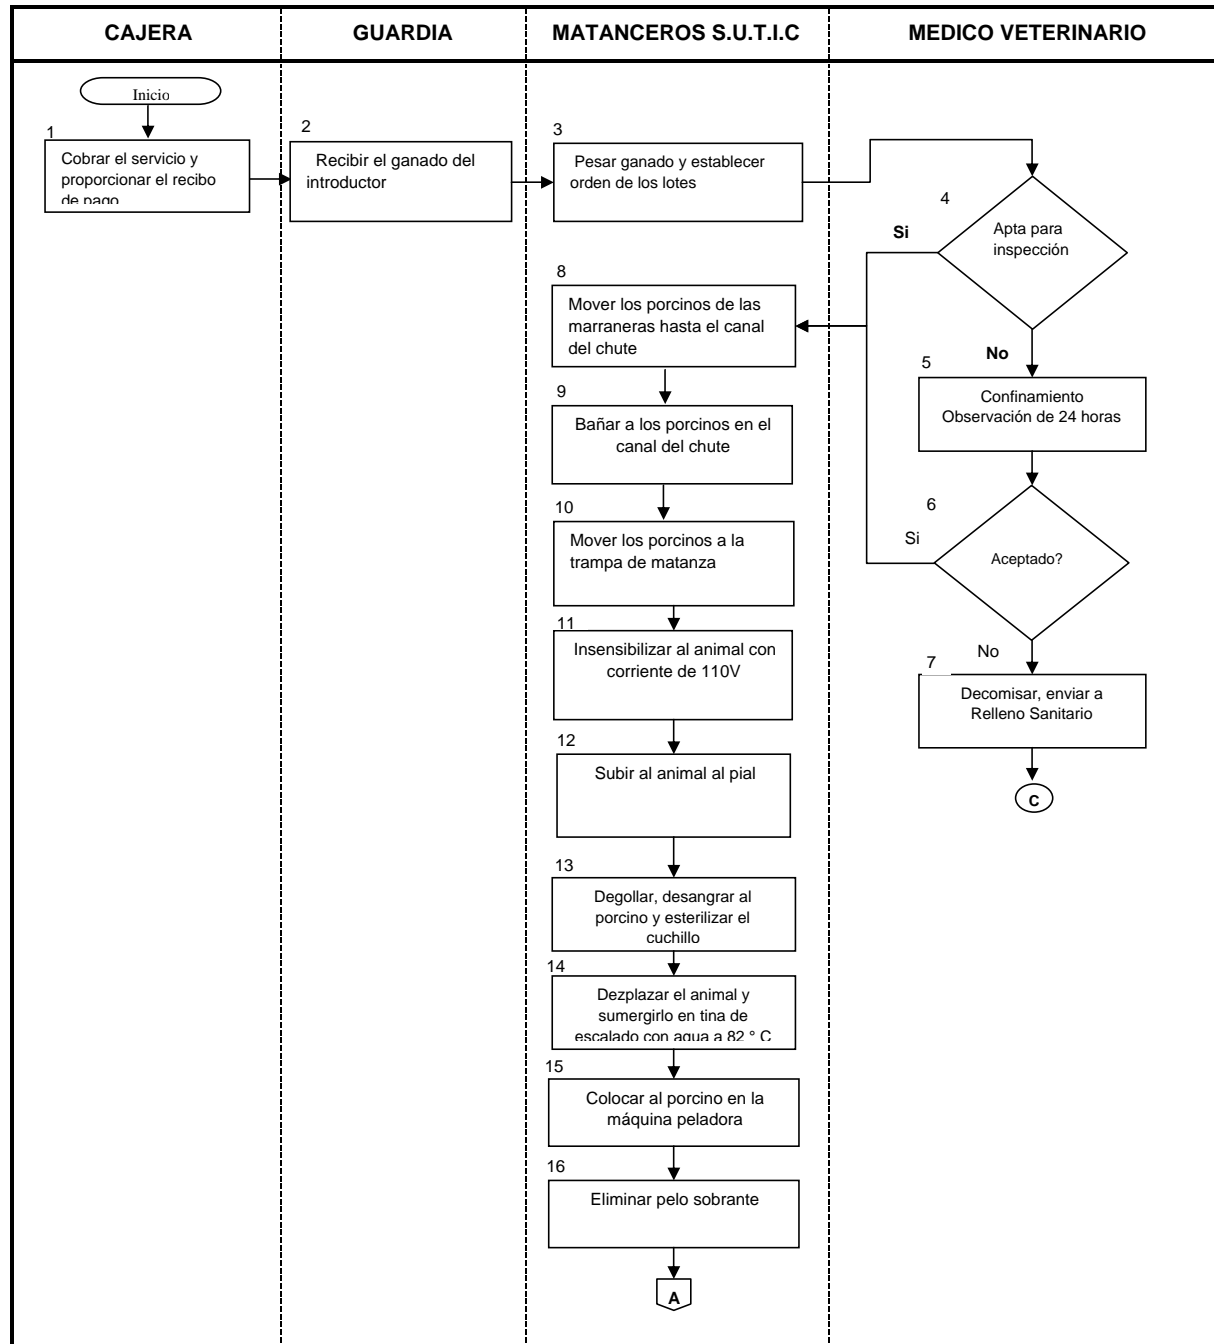 CAJERA
GUARDIA
MATANCEROS S.U.T.I.C
MEDICO VETERINARIO
Inicio
1
Cobrar el servicio y
proporcionar el recibo
de pago
2
Recibir el ganado del
introductor
3
Pesar ganado y establecer
orden de los lotes
4
Apta para
inspección
Si
No
5
Confinamiento
Observación de 24 horas
6
Aceptado?
Si
No
7
Decomisar, enviar a
Relleno Sanitario
C
8
Mover los porcinos de las
marraneras hasta el canal
del chute
9
Bañar a los porcinos en el
canal del chute
10
Mover los porcinos a la
trampa de matanza
11
Insensibilizar al animal con
corriente de 110V
12
Subir al animal al pial
13
Degollar, desangrar al
porcino y esterilizar el
cuchillo
14
Dezplazar el animal y
sumergirlo en tina de
escalado con agua a 82 ° C
15
Colocar al porcino en la
máquina peladora
16
Eliminar pelo sobrante
A